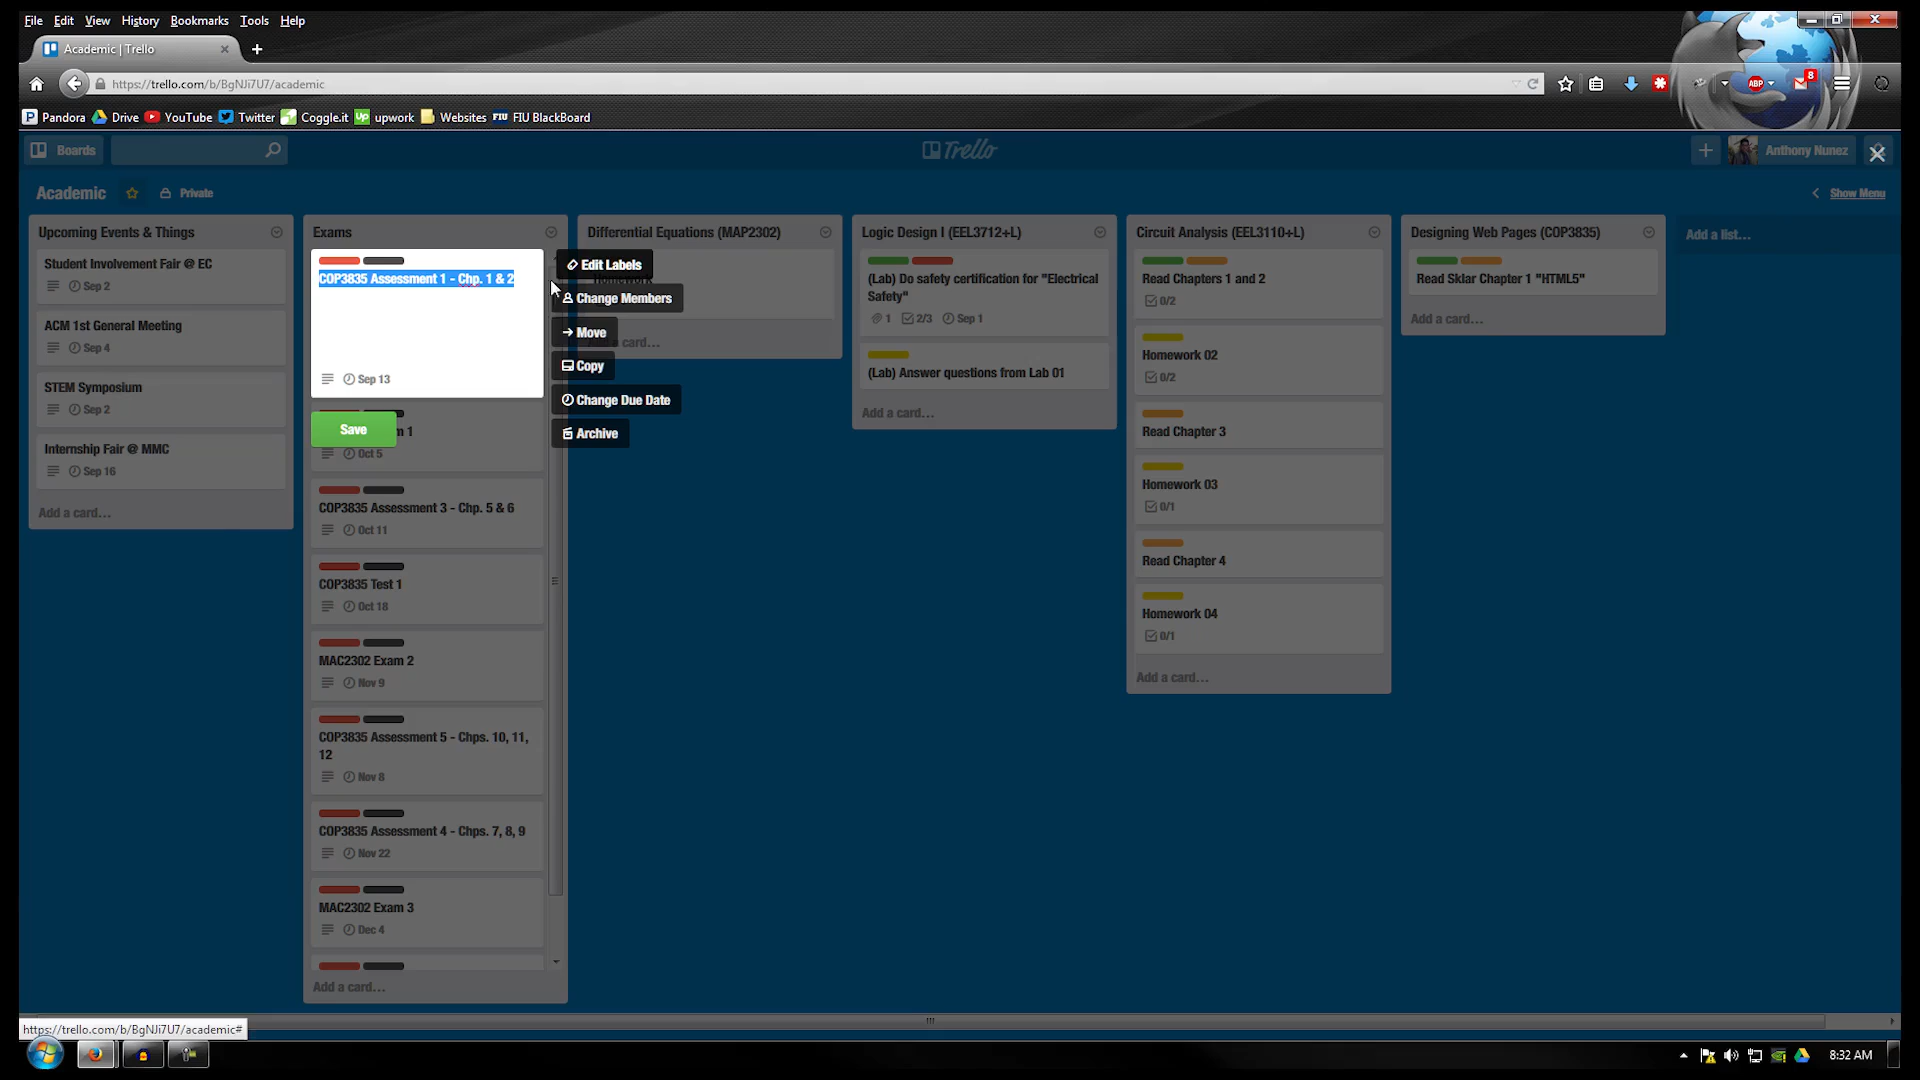 File Edit View History Bookmarks Tools Help
Academic | Trello
https://trello.com/b/BgNJi7U7/academic
ABP
8
Pandora Drive YouTube Twitter Coggle.it upwork Websites FIU BlackBoard
Boards
Trello
Anthony Nunez
Academic
Private
Show Menu
Upcoming Events & Things
Student Involvement Fair @ EC
Sep 2
ACM 1st General Meeting
Sep 4
STEM Symposium
Sep 2
Internship Fair @ MMC
Sep 16
Add a card...
Exams
COP3835 Assessment 1 - Chp. 1 & 2
Sep 13
Save
m 1
Oct 5
COP3835 Assessment 3 - Chp. 5 & 6
Oct 11
COP3835 Test 1
Oct 18
MAC2302 Exam 2
Nov 9
COP3835 Assessment 5 - Chps. 10, 11,
12
Nov 8
COP3835 Assessment 4 - Chps. 7, 8, 9
Nov 22
MAC2302 Exam 3
Dec 4
Add a card...
Edit Labels
Change Members
Move
Copy
Change Due Date
Archive
Differential Equations (MAP2302)
card...
Logic Design I (EEL3712+L)
(Lab) Do safety certification for "Electrical
Safety"
1 2/3 Sep 1
(Lab) Answer questions from Lab 01
Add a card...
Circuit Analysis (EEL3110+L)
Read Chapters 1 and 2
0/2
Homework 02
0/2
Read Chapter 3
Homework 03
0/1
Read Chapter 4
Homework 04
0/1
Add a card...
Designing Web Pages (COP3835)
Read Sklar Chapter 1 "HTML5"
Add a card...
Add a list...
https://trello.com/b/BgNJi7U7/academic#
8:32 AM